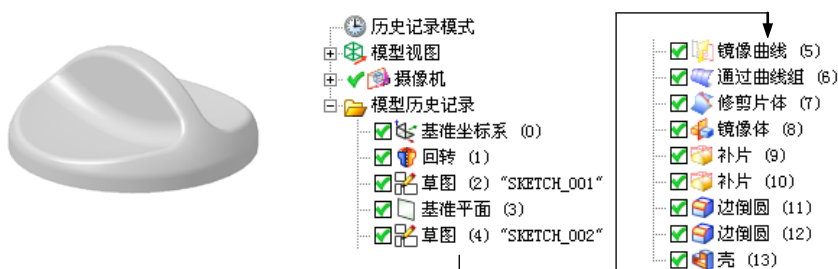 历史记录模式
模型视图
摄像机
模型历史记录
基准坐标系 (0)
回转 (1)
草图 (2) "SKETCH_001"
基准平面 (3)
草图 (4) "SKETCH_002"
镜像曲线 (5)
通过曲线组 (6)
修剪片体 (7)
镜像体 (8)
补片 (9)
补片 (10)
边倒圆 (11)
边倒圆 (12)
壳 (13)